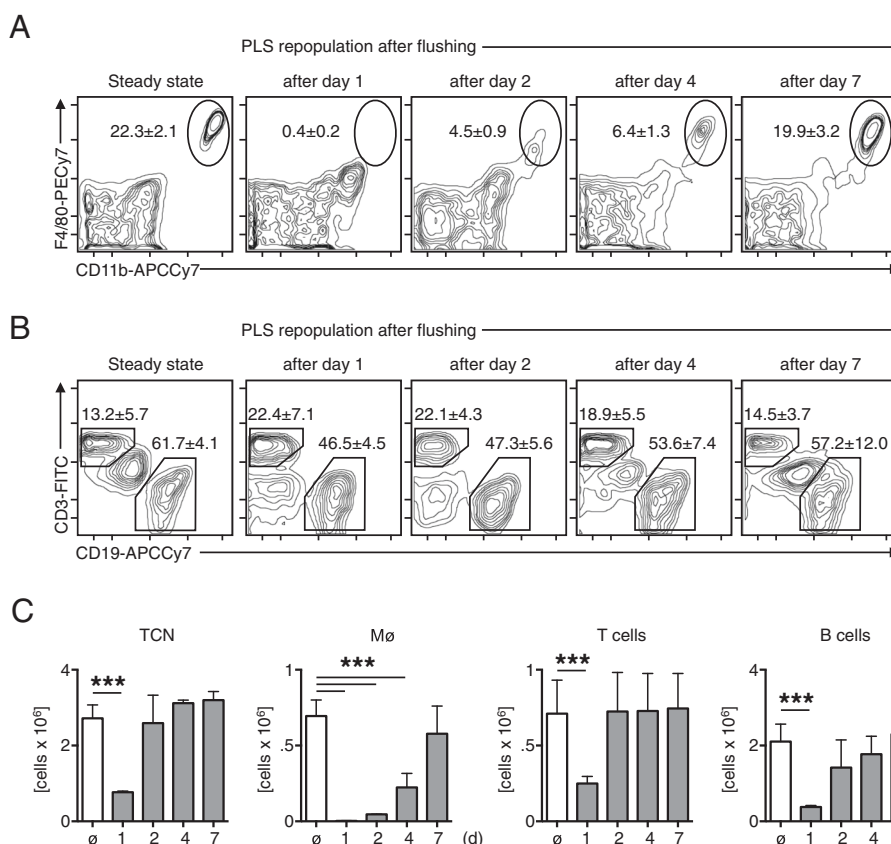 A
PLS repopulation after flushing
Steady state after day 1 after day 2 after day 4 after day 7
22.3±2.1 0.4±0.2 4.5±0.9 6.4±1.3 19.9±3.2
F4/80-PECy7
CD11b-APCCy7
PLS repopulation after flushing
B
Steady state after day 1 after day 2 after day 4 after day 7
13.2±5.7 22.4±7.1 22.1±4.3 18.9±5.5 14.5±3.7
61.7±4.1 46.5±4.5 47.3±5.6 53.6±7.4 57.2±12.0
CD3-FITC
CD19-APCCy7
C
TCN Mø T cells B cells
4 1 1 4
*** *** *** ***
[cells x 10⁶] [cells x 10⁶] [cells x 10⁶] [cells x 10⁶]
2 .5 .5 2
0 0 0 0
ø 1 2 4 7 ø 1 2 4 7 (d) ø 1 2 4 7 ø 1 2 4